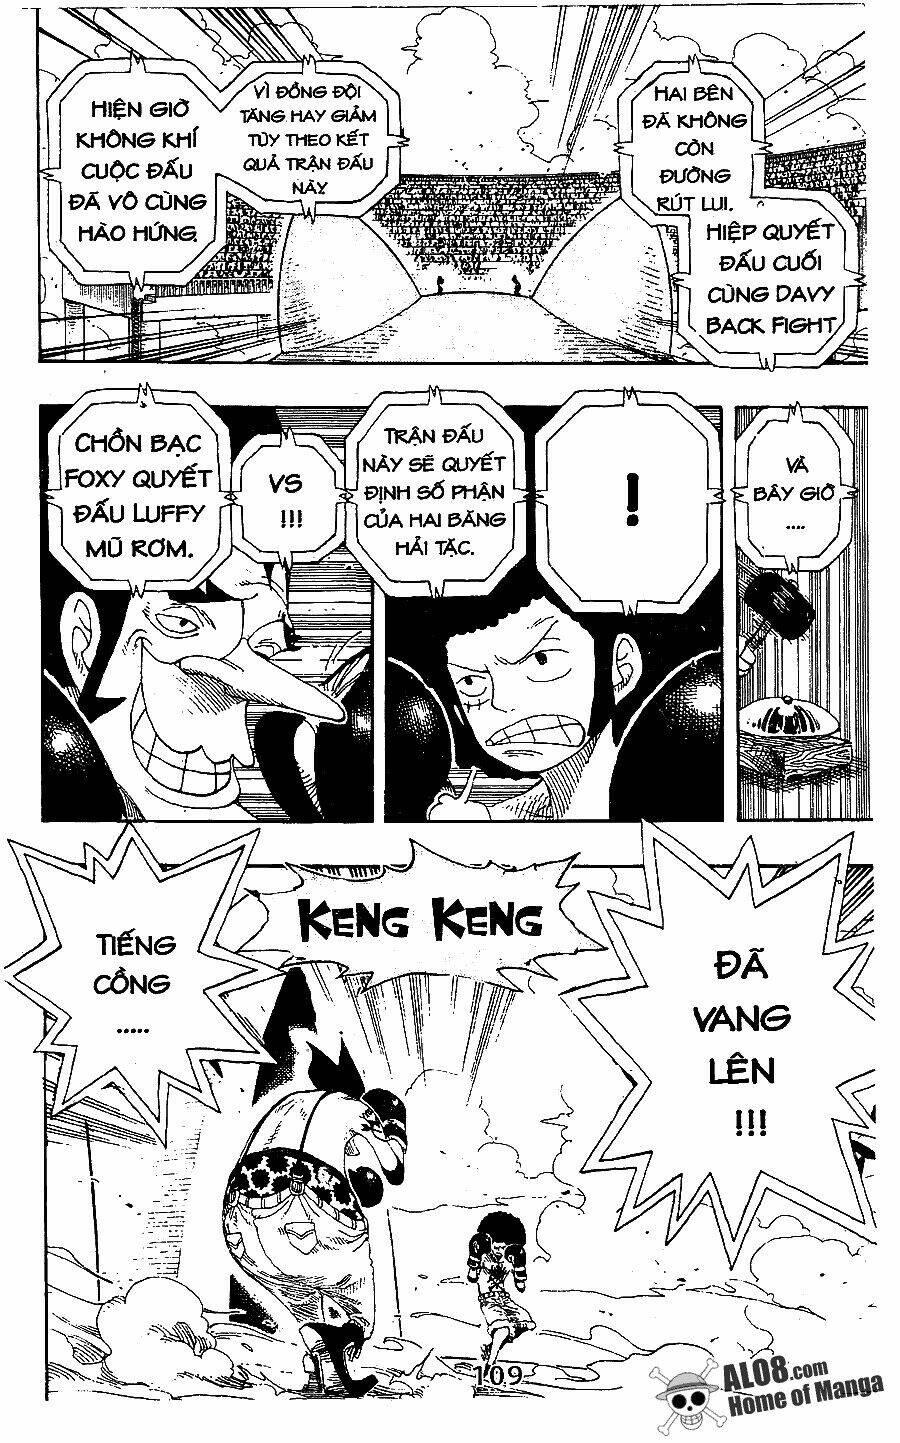 HIỆN GIỜ
KHÔNG KHÍ
CUỘC ĐẤU
ĐÃ VÔ CÙNG
HÀO HỨNG.
VÌ ĐỒNG ĐỘI
TĂNG HAY GIẢM
TÙY THEO KẾT
QUẢ TRẬN ĐẤU
NÀY
HAI BÊN
ĐÃ KHÔNG
CÒN
ĐƯỜNG
RÚT LUI.
HIỆP QUYẾT
ĐẤU CUỐI
CÙNG DAVY
BACK FIGHT
CHỒN BẠC
FOXY QUYẾT
ĐẤU LUFFY
MŨ RƠM.
VS
!!!
TRẬN ĐẤU
NÀY SẼ QUYẾT
ĐỊNH SỐ PHẬN
CỦA HAI BĂNG
HẢI TẶC.
!
VÀ
BÂY GIỜ
....
TIẾNG
CỒNG
.....
KENG KENG
ĐÃ
VANG
LÊN
!!!
109
ALO8.com
Home of Manga